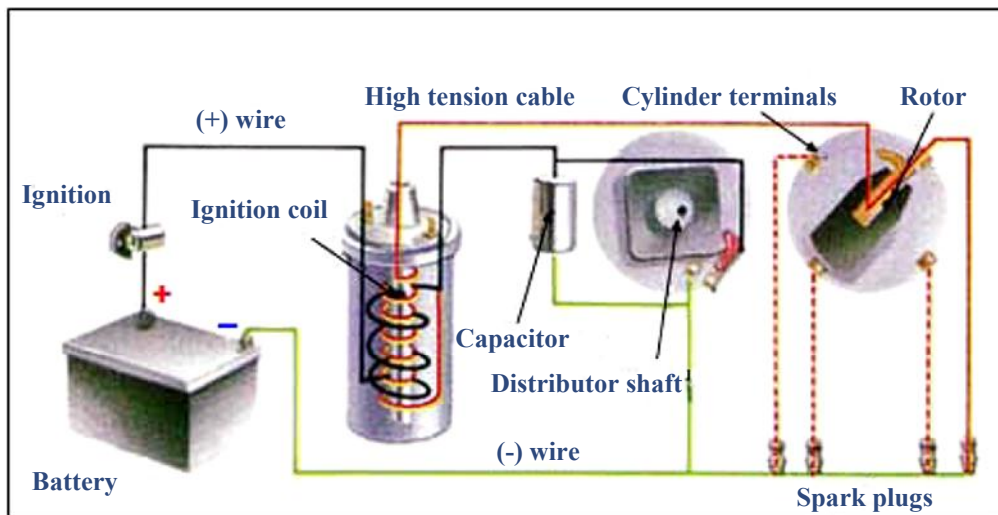 High tension cable
Cylinder terminals
Rotor
(+) wire
Ignition
Ignition coil
+
–
Capacitor
Distributor shaft
(-) wire
Battery
Spark plugs